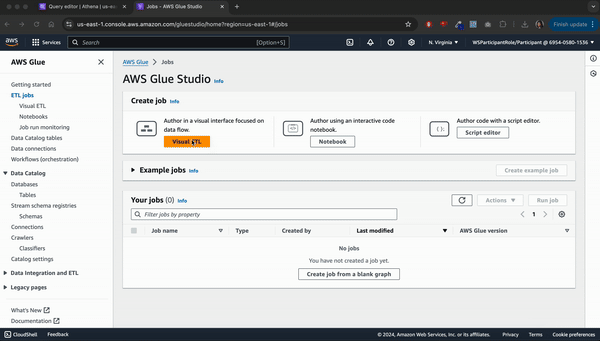 Query editor | Athena | us-ea
Jobs - AWS Glue Studio
us-east-1.console.aws.amazon.com/gluestudio/home?region=us-east-1#/jobs
Finish update
aws
Services
Search
[Option+S]
N. Virginia
WSParticipantRole/Participant @ 6954-0580-1536
AWS Glue
Getting started
ETL jobs
Visual ETL
Notebooks
Job run monitoring
Data Catalog tables
Data connections
Workflows (orchestration)
Data Catalog
Databases
Tables
Stream schema registries
Schemas
Connections
Crawlers
Classifiers
Catalog settings
Data Integration and ETL
Legacy pages
What's New
Documentation
AWS Glue > Jobs
AWS Glue Studio Info
Create job Info
Author in a visual interface focused on
data flow.
Visual ETL
Author using an interactive code
notebook.
Notebook
Author code with a script editor.
Script editor
Example jobs Info
Create example job
Your jobs (0) Info
Actions
Run job
Filter jobs by property
1
Job name
Type
Created by
Last modified
AWS Glue version
No jobs
You have not created a job yet.
Create job from a blank graph
CloudShell
Feedback
© 2024, Amazon Web Services, Inc. or its affiliates.
Privacy
Terms
Cookie preferences